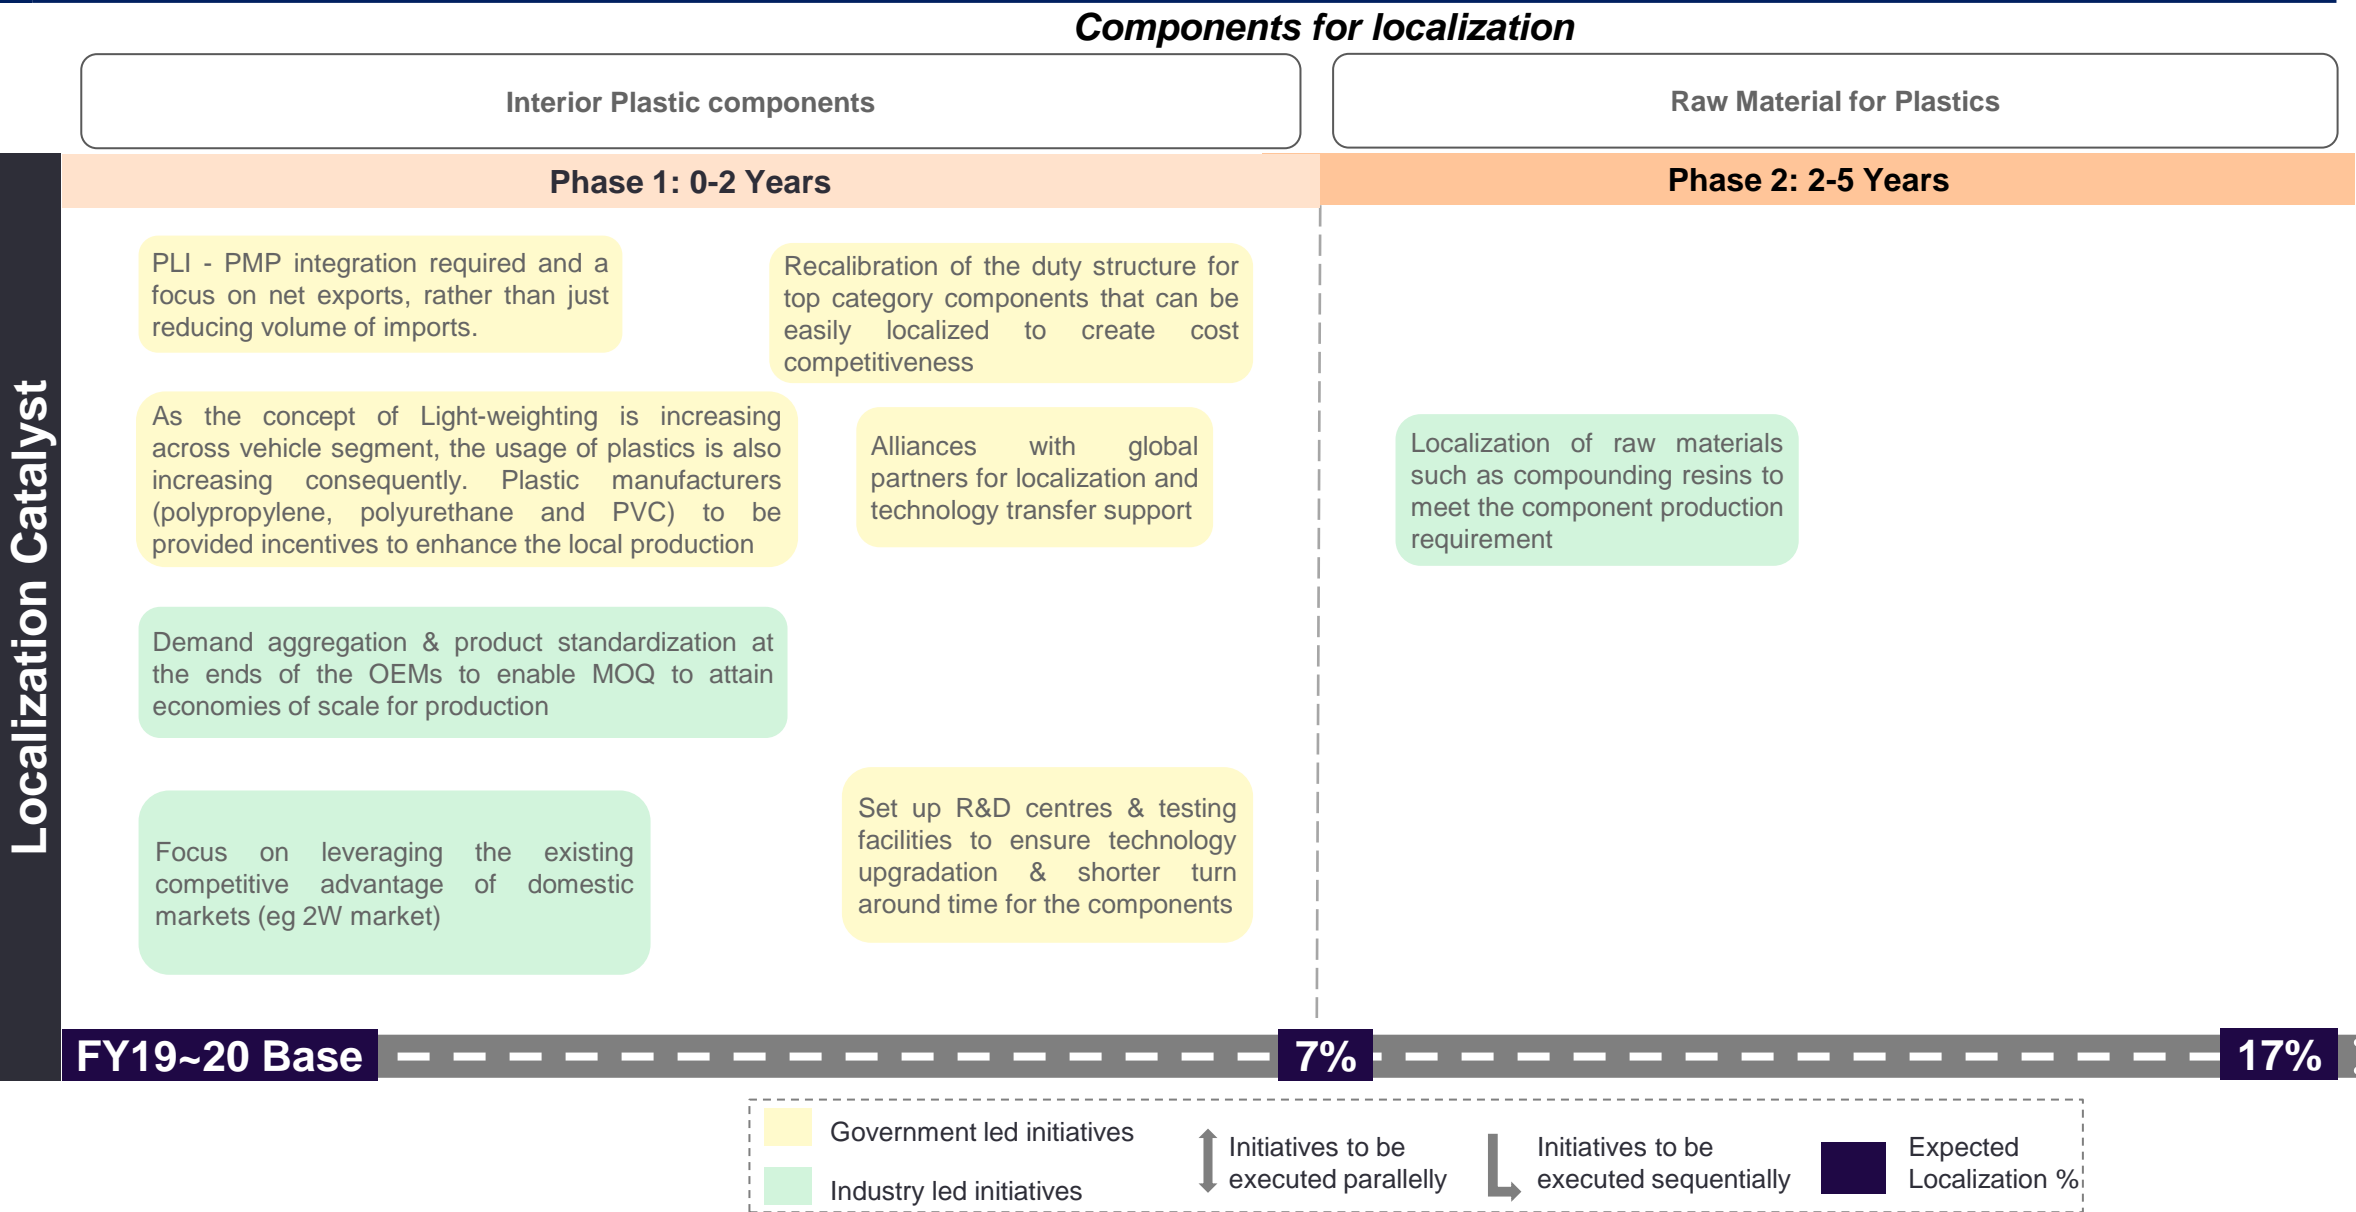 Components for localization
Interior Plastic components
Raw Material for Plastics
Localization Catalyst
Phase 1: 0-2 Years
Phase 2: 2-5 Years
PLI - PMP integration required and a
focus on net exports, rather than just
reducing volume of imports.
Recalibration of the duty structure for
top category components that can be
easily localized to create cost
competitiveness
As the concept of Light-weighting is increasing
across vehicle segment, the usage of plastics is also
increasing consequently. Plastic manufacturers
(polypropylene, polyurethane and PVC) to be
provided incentives to enhance the local production
Alliances with global
partners for localization and
technology transfer support
Localization of raw materials
such as compounding resins to
meet the component production
requirement
Demand aggregation & product standardization at
the ends of the OEMs to enable MOQ to attain
economies of scale for production
Focus on leveraging the existing
competitive advantage of domestic
markets (eg 2W market)
Set up R&D centres & testing
facilities to ensure technology
upgradation & shorter turn
around time for the components
FY19~20 Base
7%
17%
Government led initiatives
Industry led initiatives
Initiatives to be
executed parallelly
Initiatives to be
executed sequentially
Expected
Localization %